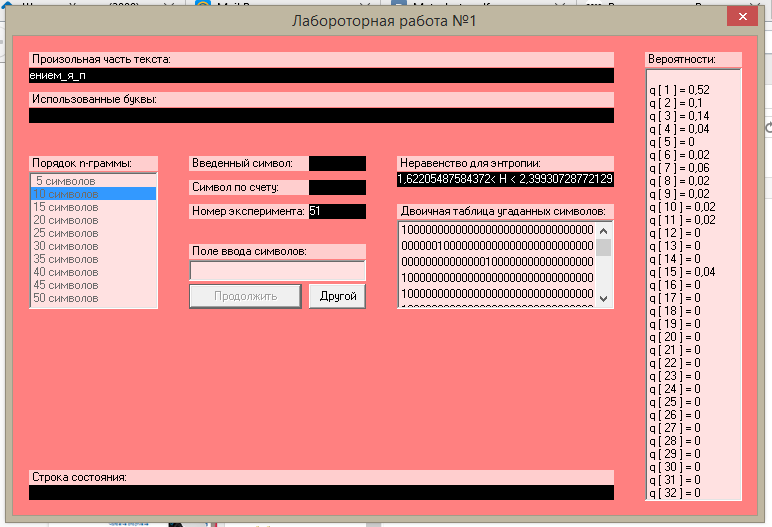 Лабороторная работа №1
Произольная часть текста:
ением_я_п
Использованные буквы:
Порядок n-граммы:
5 символов
10 символов
15 символов
20 символов
25 символов
30 символов
35 символов
40 символов
45 символов
50 символов
Введенный символ:
Символ по счету:
Номер эксперимента: 51
Поле ввода символов:
Продолжить
Другой
Неравенство для энтропии:
1,62205487584372< H < 2,39930728772129
Двоичная таблица угаданных символов:
10000000000000000000000000000000
00000010000000000000000000000000
00000000000000100000000000000000
10000000000000000000000000000000
10000000000000000000000000000000
Строка состояния:
Вероятности:
q [ 1 ] = 0,52
q [ 2 ] = 0,1
q [ 3 ] = 0,14
q [ 4 ] = 0,04
q [ 5 ] = 0
q [ 6 ] = 0,02
q [ 7 ] = 0,06
q [ 8 ] = 0,02
q [ 9 ] = 0,02
q [ 10 ] = 0,02
q [ 11 ] = 0,02
q [ 12 ] = 0
q [ 13 ] = 0
q [ 14 ] = 0
q [ 15 ] = 0,04
q [ 16 ] = 0
q [ 17 ] = 0
q [ 18 ] = 0
q [ 19 ] = 0
q [ 20 ] = 0
q [ 21 ] = 0
q [ 22 ] = 0
q [ 23 ] = 0
q [ 24 ] = 0
q [ 25 ] = 0
q [ 26 ] = 0
q [ 27 ] = 0
q [ 28 ] = 0
q [ 29 ] = 0
q [ 30 ] = 0
q [ 31 ] = 0
q [ 32 ] = 0